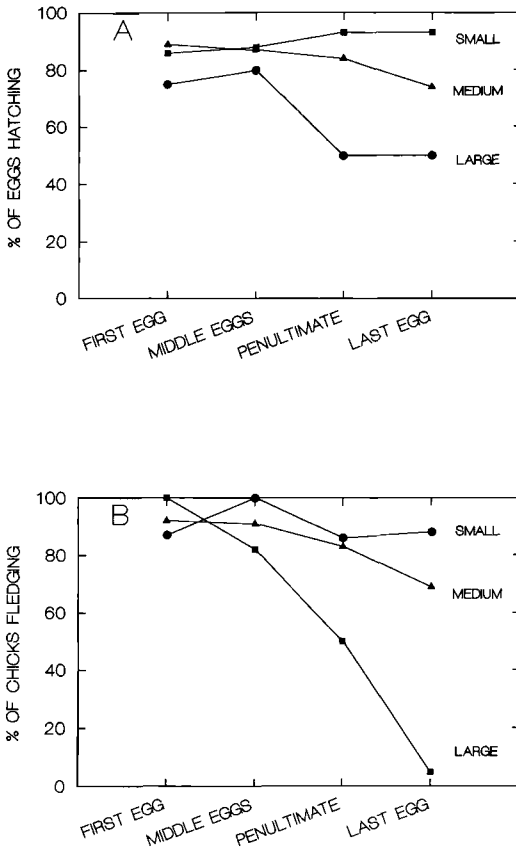 A
% OF EGGS HATCHING
100
80
60
40
20
0
SMALL
MEDIUM
LARGE
FIRST EGG
MIDDLE EGGS
PENULTIMATE
LAST EGG
B
% OF CHICKS FLEDGING
100
80
60
40
20
0
SMALL
MEDIUM
LARGE
FIRST EGG
MIDDLE EGGS
PENULTIMATE
LAST EGG